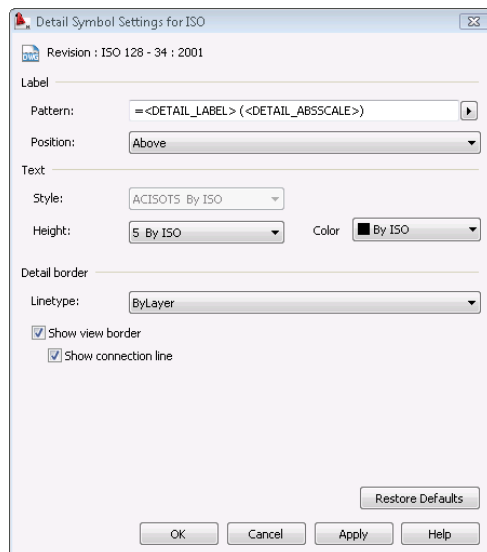 Detail Symbol Settings for ISO
DWG
Revision : ISO 128 - 34 : 2001
Label
Pattern: =<DETAIL_LABEL> (<DETAIL_ABSSCALE>)
Position: Above
Text
Style: ACISOTS By ISO
Height: 5 By ISO Color By ISO
Detail border
Linetype: ByLayer
Show view border
Show connection line
Restore Defaults
OK Cancel Apply Help